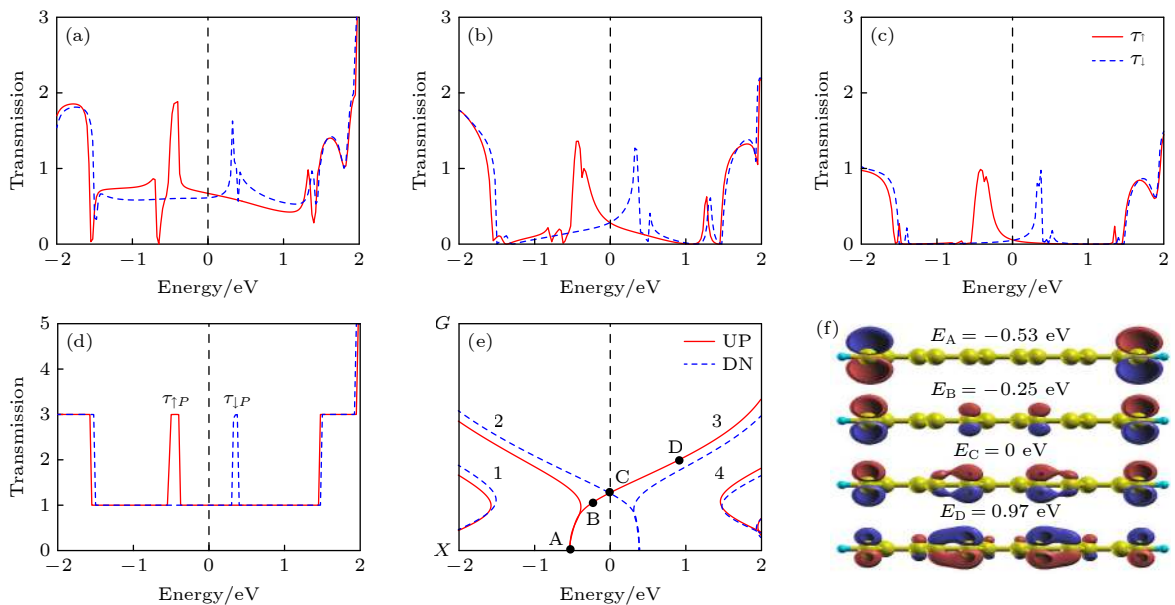 (a)
3
2
1
0
Transmission
−2 −1 0 1 2
Energy/eV
(b)
3
2
1
0
Transmission
−2 −1 0 1 2
Energy/eV
(c)
τ↑
τ↓
3
2
1
0
Transmission
−2 −1 0 1 2
Energy/eV
(d)
τ↑P τ↓P
5
4
3
2
1
0
Transmission
−2 −1 0 1 2
Energy/eV
(e)
UP
DN
G
X
2 3
1 4
A B C D
−2 −1 0 1 2
Energy/eV
(f)
EA = −0.53 eV
EB = −0.25 eV
EC = 0 eV
ED = 0.97 eV